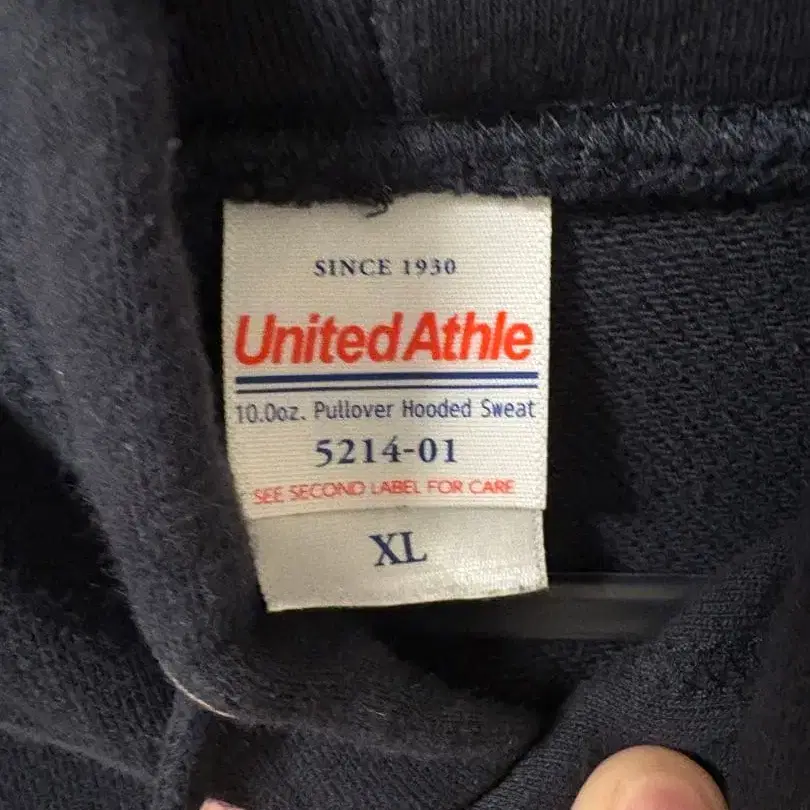 SINCE 1930
United Athle
10.0oz. Pullover Hooded Sweat
5214-01
SEE SECOND LABEL FOR CARE
XL